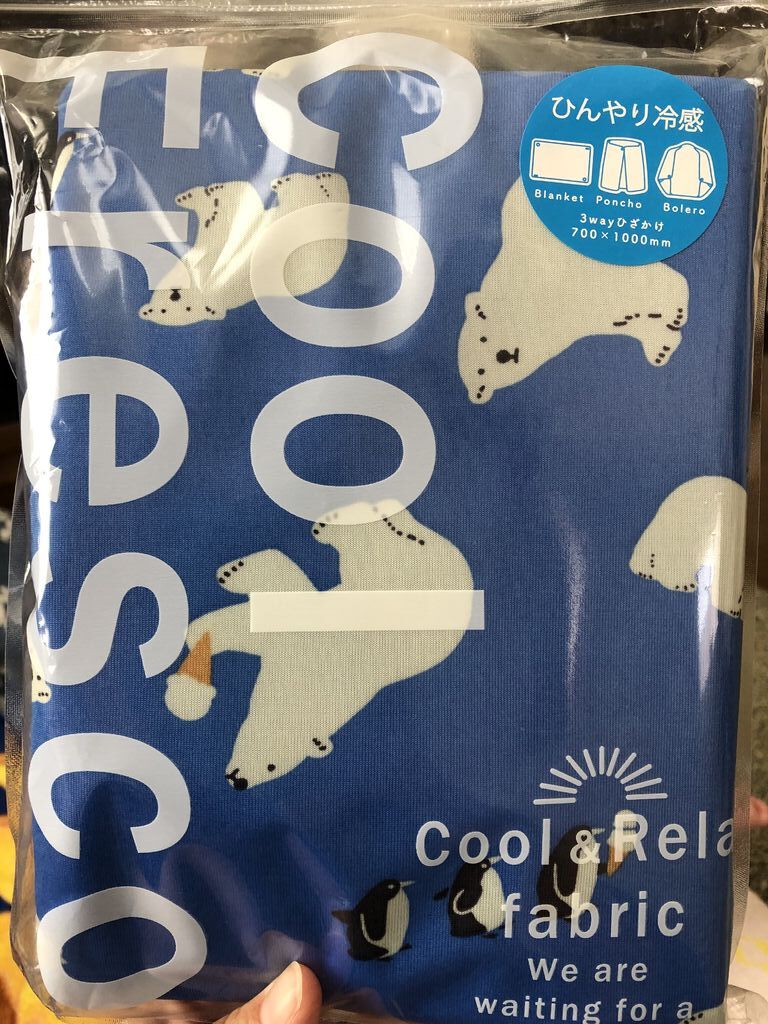 Cool
Fresco
ひんやり冷感
Blanket Poncho Bolero
3wayひざかけ
700×1000mm
Cool & Rela
fabric
We are
waiting for a